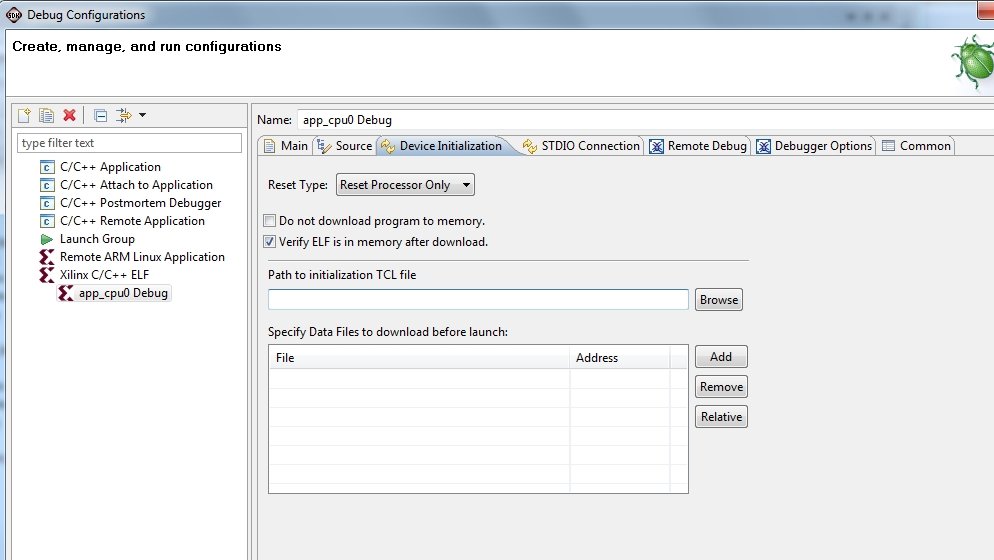 Debug Configurations
Create, manage, and run configurations
type filter text
C/C++ Application
C/C++ Attach to Application
C/C++ Postmortem Debugger
C/C++ Remote Application
Launch Group
Remote ARM Linux Application
Xilinx C/C++ ELF
app_cpu0 Debug
Name: app_cpu0 Debug
Main Source Device Initialization STDIO Connection Remote Debug Debugger Options Common
Reset Type: Reset Processor Only
Do not download program to memory.
Verify ELF is in memory after download.
Path to initialization TCL file
Browse
Specify Data Files to download before launch:
File Address
Add
Remove
Relative